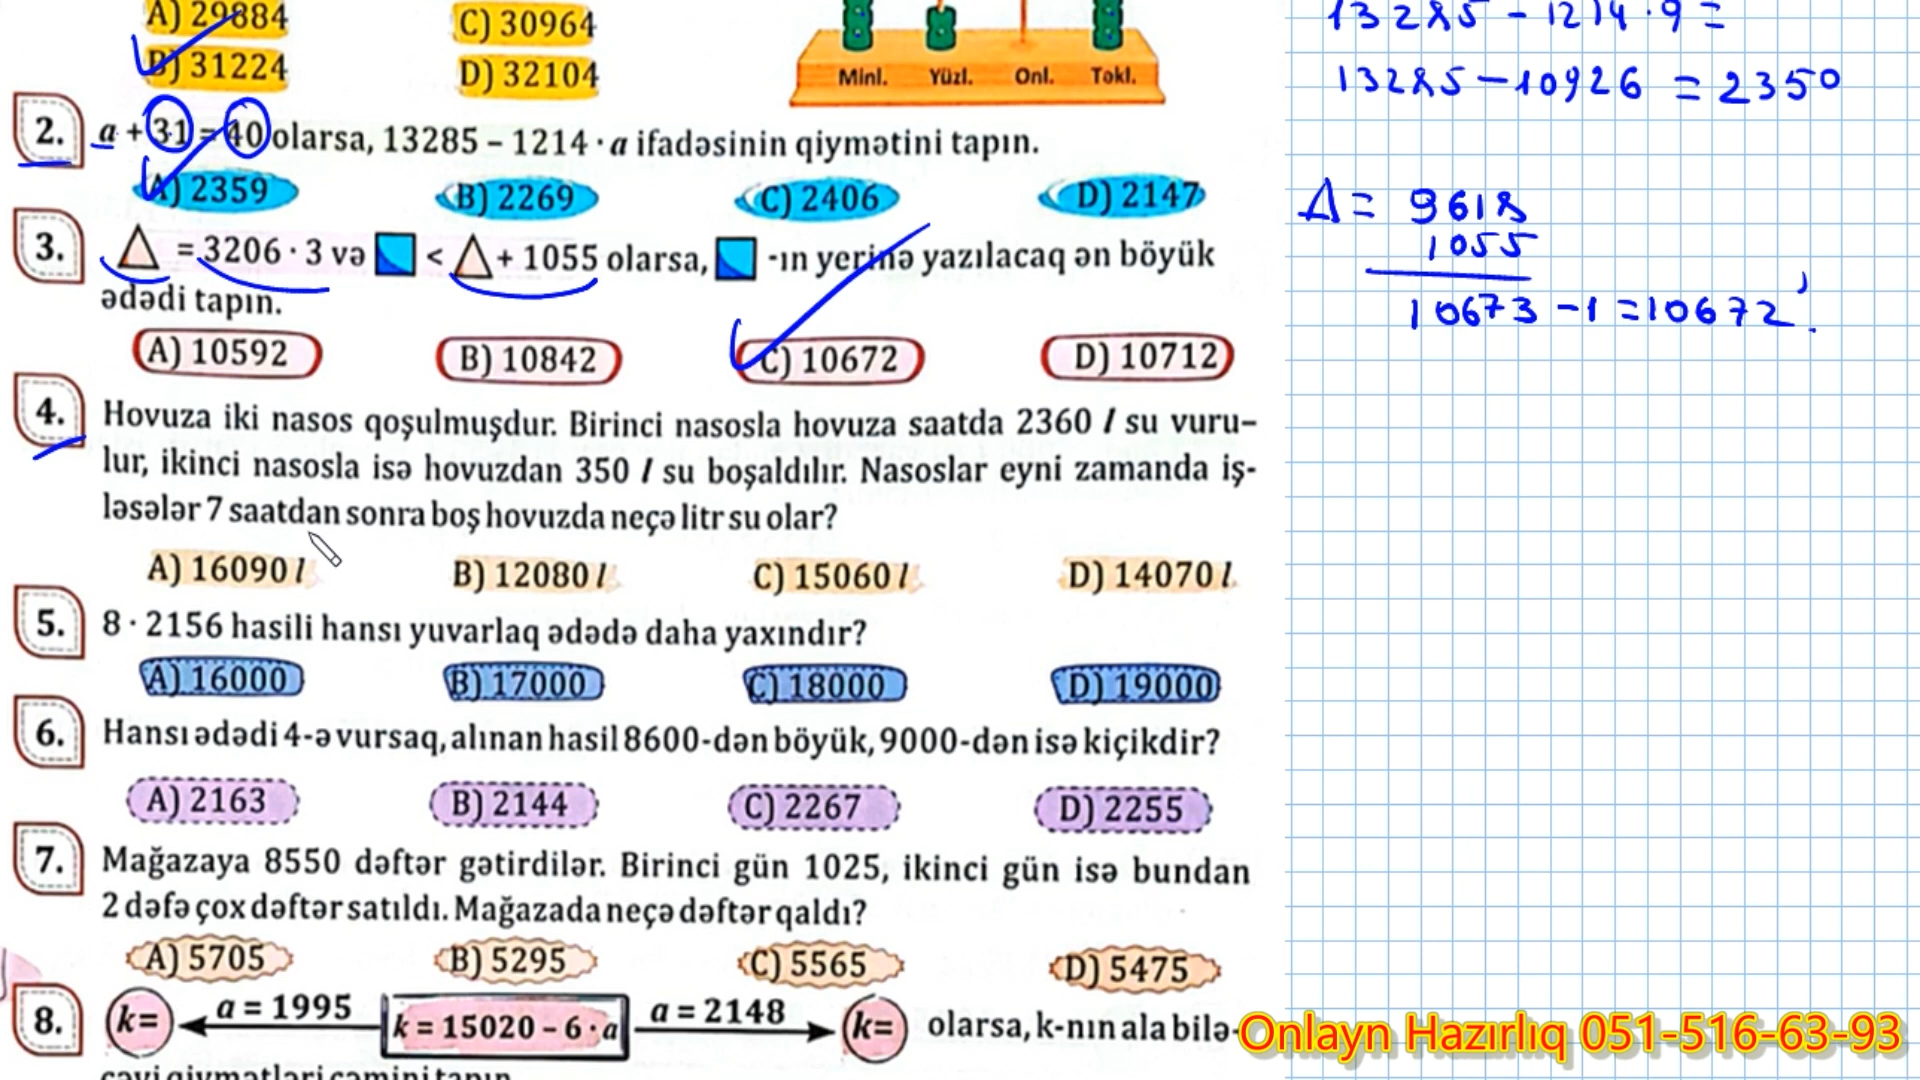 A) 29884
C) 30964
B) 31224
D) 32104
Minl. Yüzl. Onl. Təkl.
2. a + 31 = 40 olarsa, 13285 – 1214 · a ifadəsinin qiymətini tapın.
A) 2359
B) 2269
C) 2406
D) 2147
3. = 3206 · 3 və < + 1055 olarsa, -ın yerinə yazılacaq ən böyük
ədədi tapın.
A) 10592
B) 10842
C) 10672
D) 10712
4. Hovuza iki nasos qoşulmuşdur. Birinci nasosla hovuza saatda 2360 l su vuru–
lur, ikinci nasosla isə hovuzdan 350 l su boşaldılır. Nasoslar eyni zamanda iş-
ləsələr 7 saatdan sonra boş hovuzda neçə litr su olar?
A) 16090 l
B) 12080 l
C) 15060 l
D) 14070 l
5. 8 · 2156 hasili hansı yuvarlaq ədədə daha yaxındır?
A) 16000
B) 17000
C) 18000
D) 19000
6. Hansı ədədi 4-ə vursaq, alınan hasil 8600-dən böyük, 9000-dən isə kiçikdir?
A) 2163
B) 2144
C) 2267
D) 2255
7. Mağazaya 8550 dəftər gətirdilər. Birinci gün 1025, ikinci gün isə bundan
2 dəfə çox dəftər satıldı. Mağazada neçə dəftər qaldı?
A) 5705
B) 5295
C) 5565
D) 5475
8. k= a = 1995 k = 15020 – 6 · a a = 2148 k= olarsa, k-nın ala bilə-
cəyi qiymətləri cəmini tapın
13285 - 1214 · 9 =
13285 - 10926 = 2350
Δ = 9618
1055
10673 - 1 = 10672
Onlayn Hazırlıq 051-516-63-93